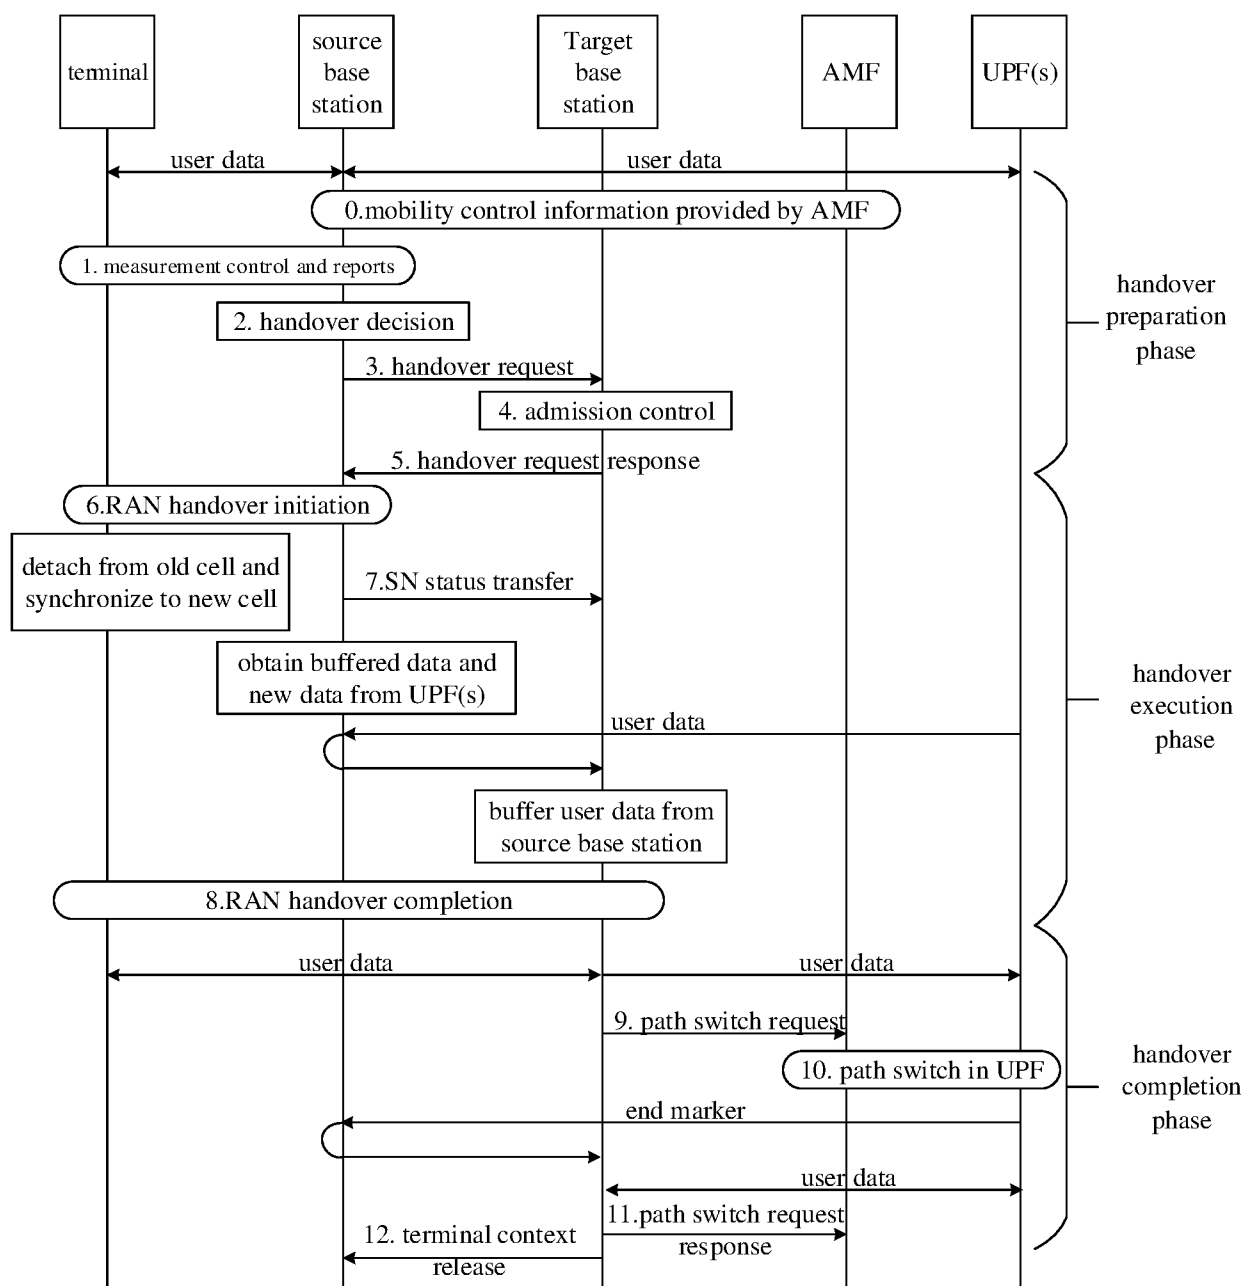 terminal
source
base
station
Target
base
station
AMF
UPF(s)
user data
user data
0.mobility control information provided by AMF
1. measurement control and reports
2. handover decision
3. handover request
4. admission control
5. handover request response
handover
preparation
phase
6.RAN handover initiation
detach from old cell and
synchronize to new cell
7.SN status transfer
obtain buffered data and
new data from UPF(s)
user data
buffer user data from
source base station
8.RAN handover completion
handover
execution
phase
user data
user data
9. path switch request
10. path switch in UPF
end marker
user data
11.path switch request
response
12. terminal context
release
handover
completion
phase